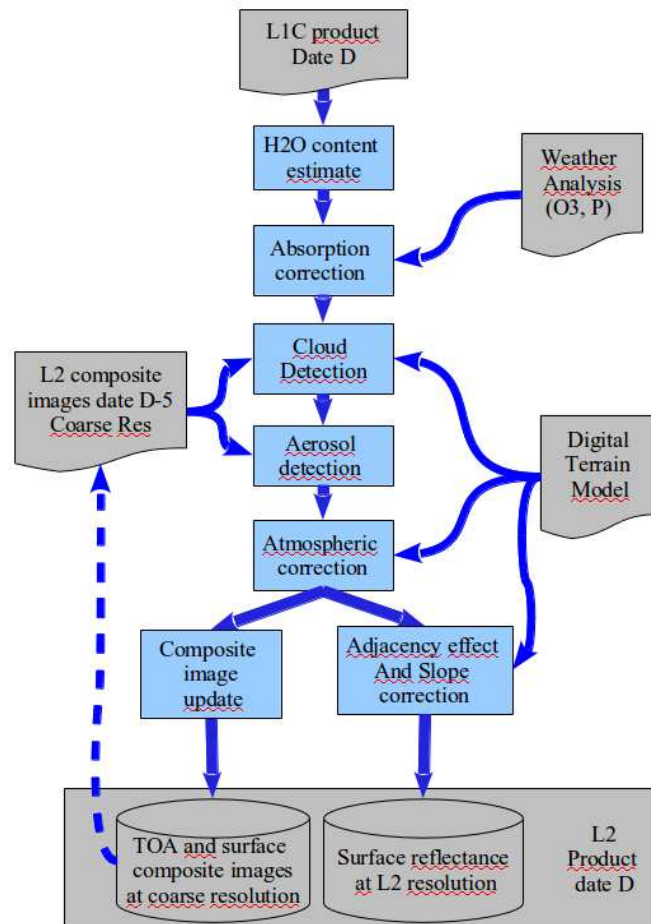 L1C product
Date D
H2O content
estimate
Weather
Analysis
(O3, P)
Absorption
correction
Cloud
Detection
L2 composite
images date D-5
Coarse Res
Aerosol
detection
Digital
Terrain
Model
Atmospheric
correction
Composite
image
update
Adjacency effect
And Slope
correction
TOA and surface
composite images
at coarse resolution
Surface reflectance
at L2 resolution
L2
Product
date D